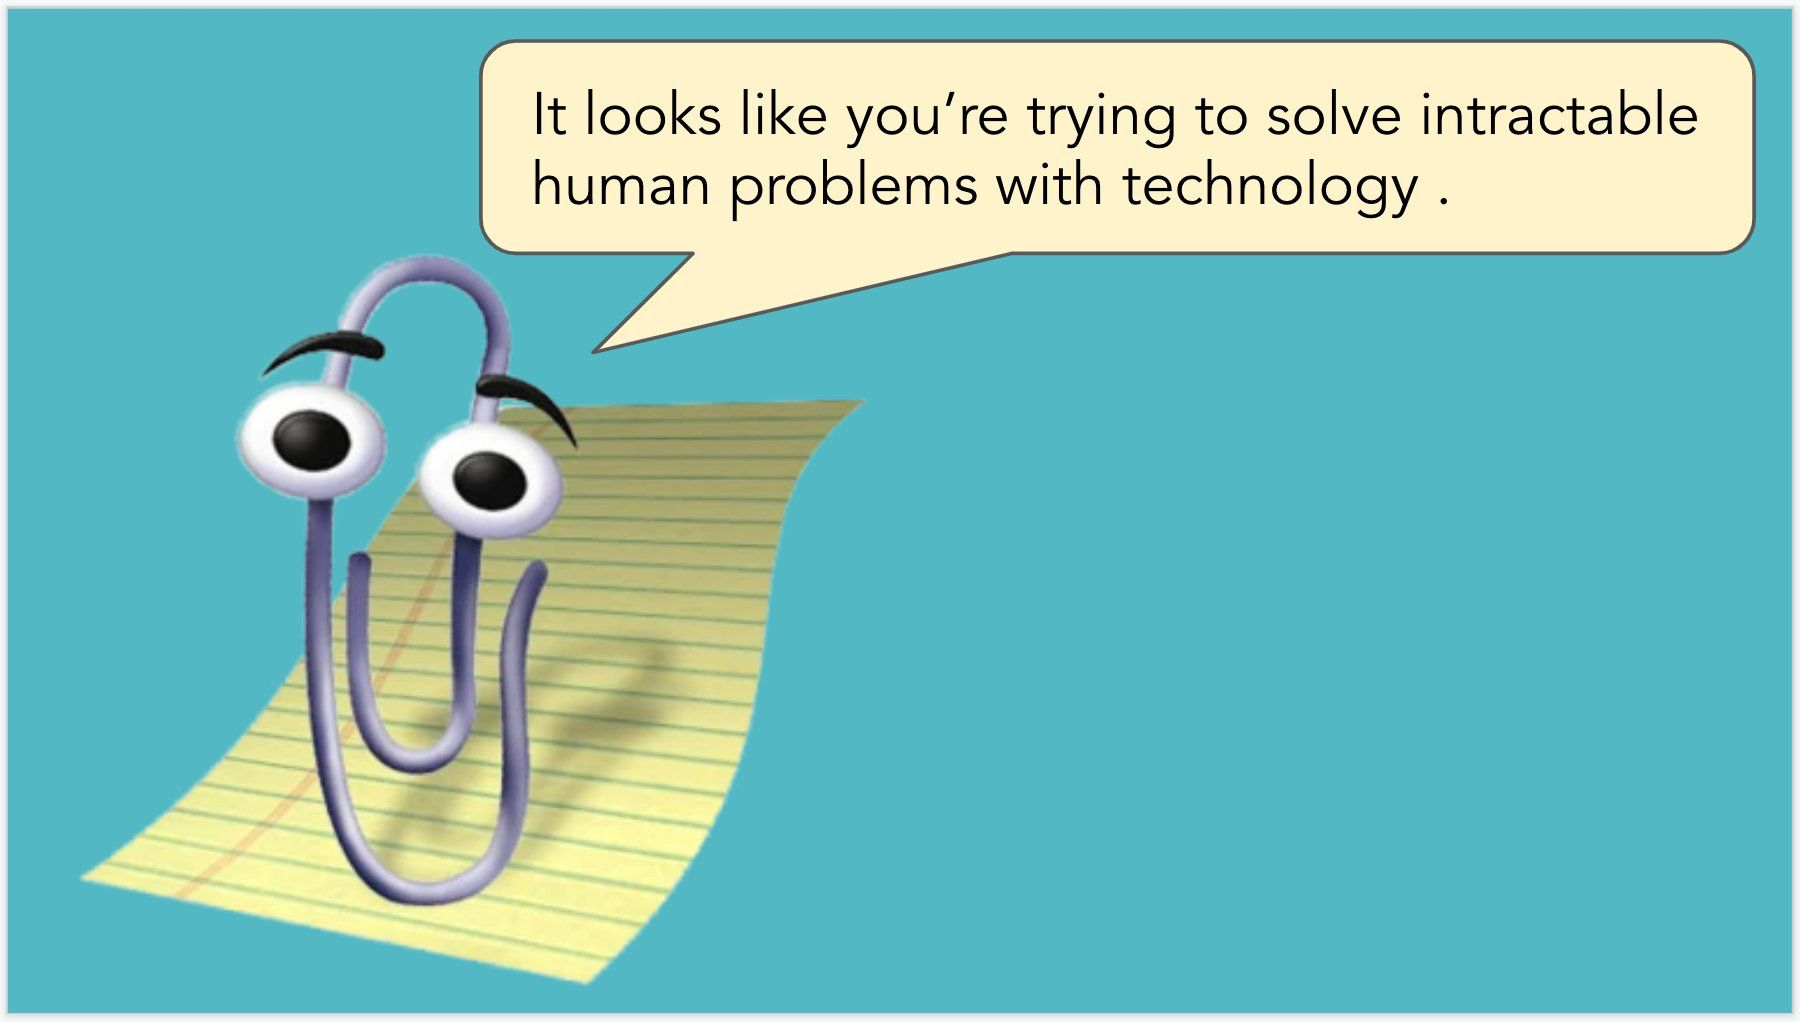 It looks like you’re trying to solve intractable
human problems with technology .